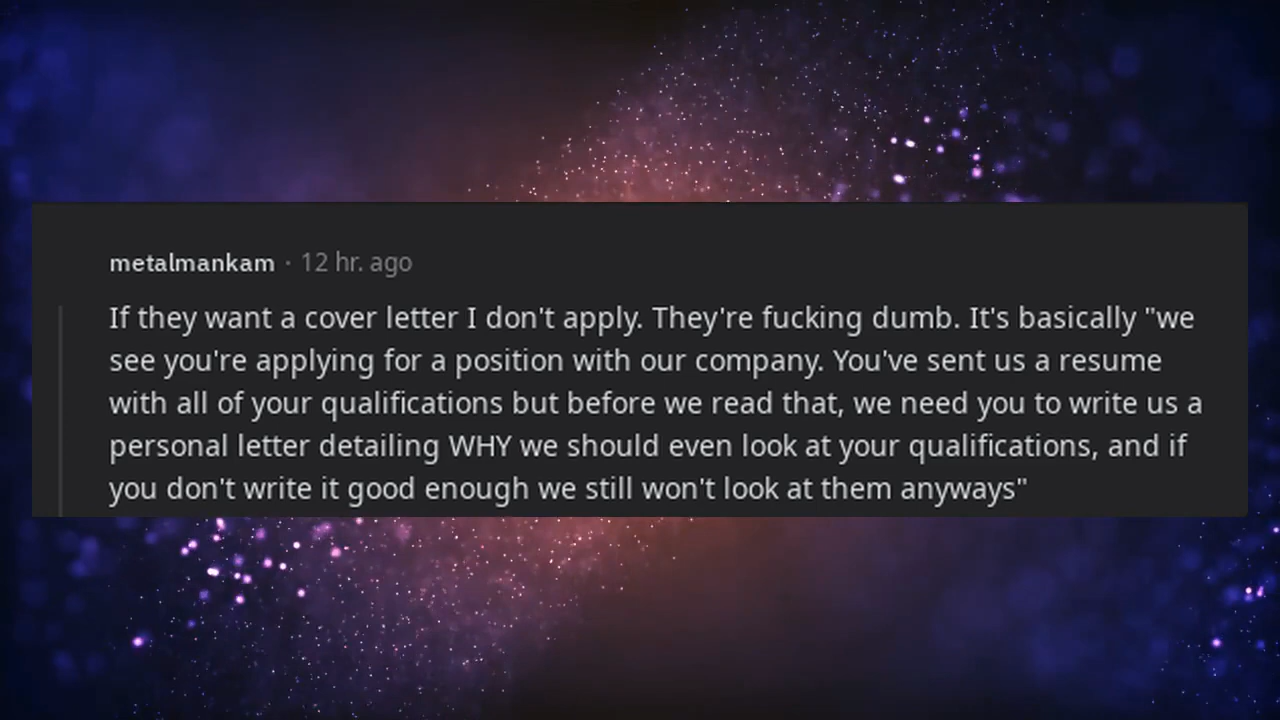 metalmankam · 12 hr. ago
If they want a cover letter I don't apply. They're fucking dumb. It's basically "we
see you're applying for a position with our company. You've sent us a resume
with all of your qualifications but before we read that, we need you to write us a
personal letter detailing WHY we should even look at your qualifications, and if
you don't write it good enough we still won't look at them anyways"